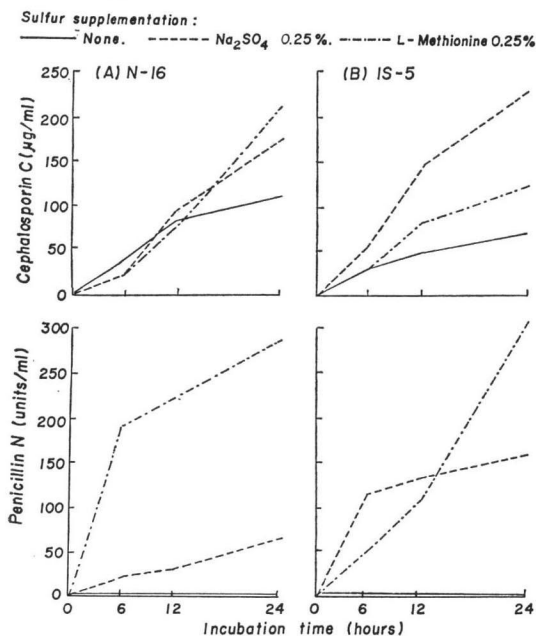 Sulfur supplementation:
None. Na₂SO₄ 0.25%. L-Methionine 0.25%
(A) N-16 (B) IS-5
Cephalosporin C (µg/ml)
250
200
150
100
50
0
Penicillin N (units/ml)
300
250
200
150
100
50
0
0 6 12 24 0 6 12 24
Incubation time (hours)